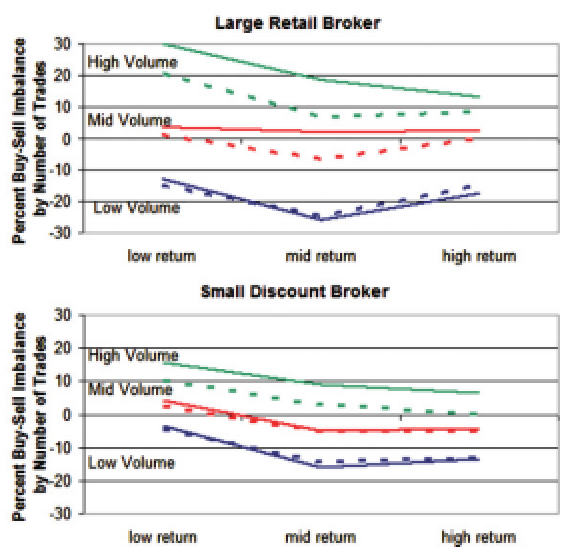 Large Retail Broker
Percent Buy-Sell Imbalance
by Number of Trades
30
20
10
0
-10
-20
-30
High Volume
Mid Volume
Low Volume
low return mid return high return
Small Discount Broker
Percent Buy-Sell Imbalance
by Number of Trades
30
20
10
0
-10
-20
-30
High Volume
Mid Volume
Low Volume
low return mid return high return